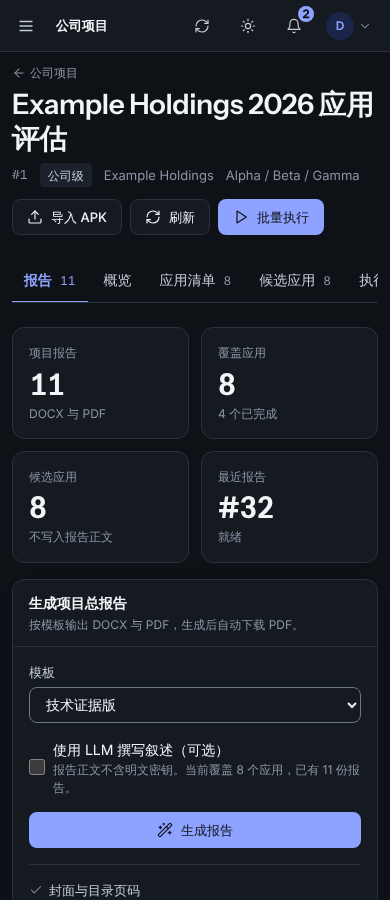 公司项目
2
D
公司项目
Example Holdings 2026 应用
评估
#1 公司级 Example Holdings Alpha / Beta / Gamma
导入 APK 刷新 批量执行
报告 11 概览 应用清单 8 候选应用 8
项目报告 覆盖应用
11 8
DOCX 与 PDF 4 个已完成
候选应用 最近报告
8 #32
不写入报告正文 就绪
生成项目总报告
按模板输出 DOCX 与 PDF，生成后自动下载 PDF。
模板
技术证据版
使用 LLM 撰写叙述（可选）
报告正文不含明文密钥。当前覆盖 8 个应用，已有 11 份报
告。
生成报告
封面与目录页码